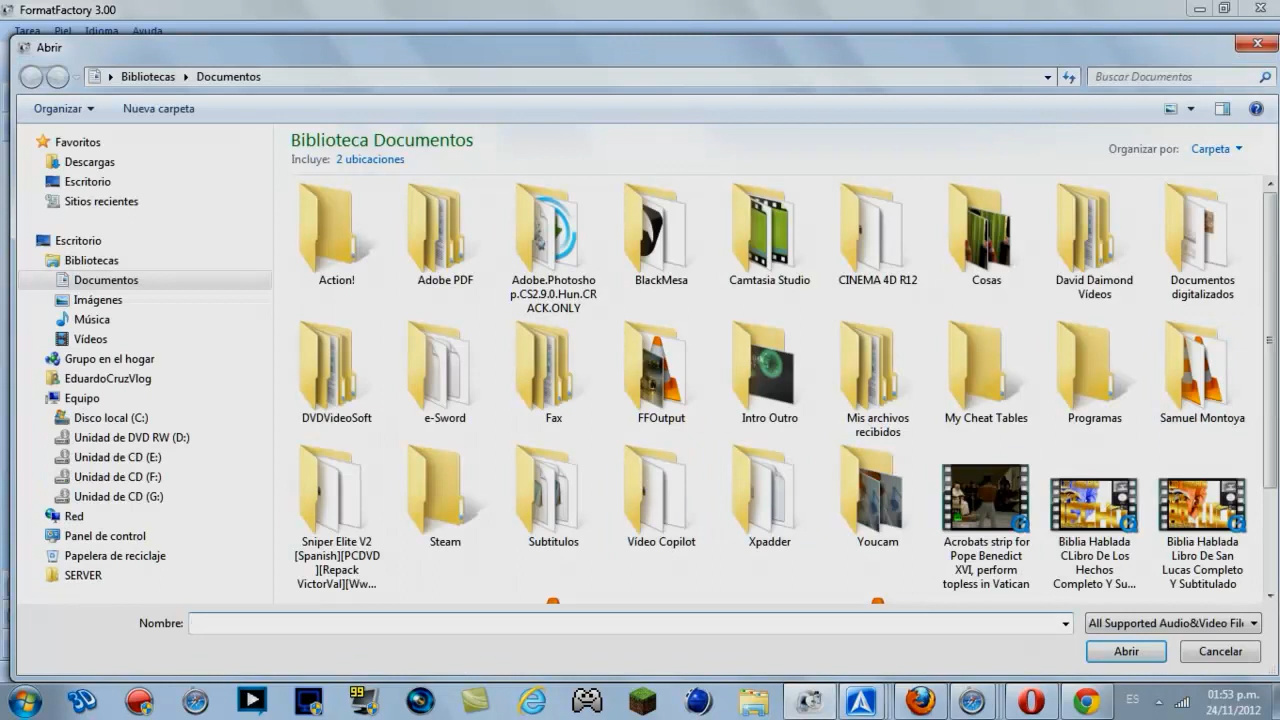 FormatFactory 3.00
Tarea Piel Idioma Ayuda
Abrir
Bibliotecas Documentos
Buscar Documentos
Organizar Nueva carpeta
Favoritos
Descargas
Escritorio
Sitios recientes
Escritorio
Bibliotecas
Documentos
Imágenes
Música
Vídeos
Grupo en el hogar
EduardoCruzVlog
Equipo
Disco local (C:)
Unidad de DVD RW (D:)
Unidad de CD (E:)
Unidad de CD (F:)
Unidad de CD (G:)
Red
Panel de control
Papelera de reciclaje
SERVER
Biblioteca Documentos
Incluye: 2 ubicaciones
Organizar por: Carpeta
Action!
Adobe PDF
Adobe.Photosho
p.CS2.9.0.Hun.CR
ACK.ONLY
BlackMesa
Camtasia Studio
CINEMA 4D R12
Cosas
David Daimond
Videos
Documentos
digitalizados
DVDVideoSoft
e-Sword
Fax
FFOutput
Intro Outro
Mis archivos
recibidos
My Cheat Tables
Programas
Samuel Montoya
Sniper Elite V2
[Spanish][PCDVD
][Repack
VictorVal][Ww...
Steam
Subtitulos
Video Copilot
Xpadder
Youcam
Acrobats strip for
Pope Benedict
XVI, perform
topless in Vatican
Biblia Hablada
CLibro De Los
Hechos
Completo Y Su...
Biblia Hablada
Libro De San
Lucas Completo
Y Subtitulado
Nombre:
All Supported Audio&Video File
Abrir Cancelar
99
ES
01:53 p.m.
24/11/2012